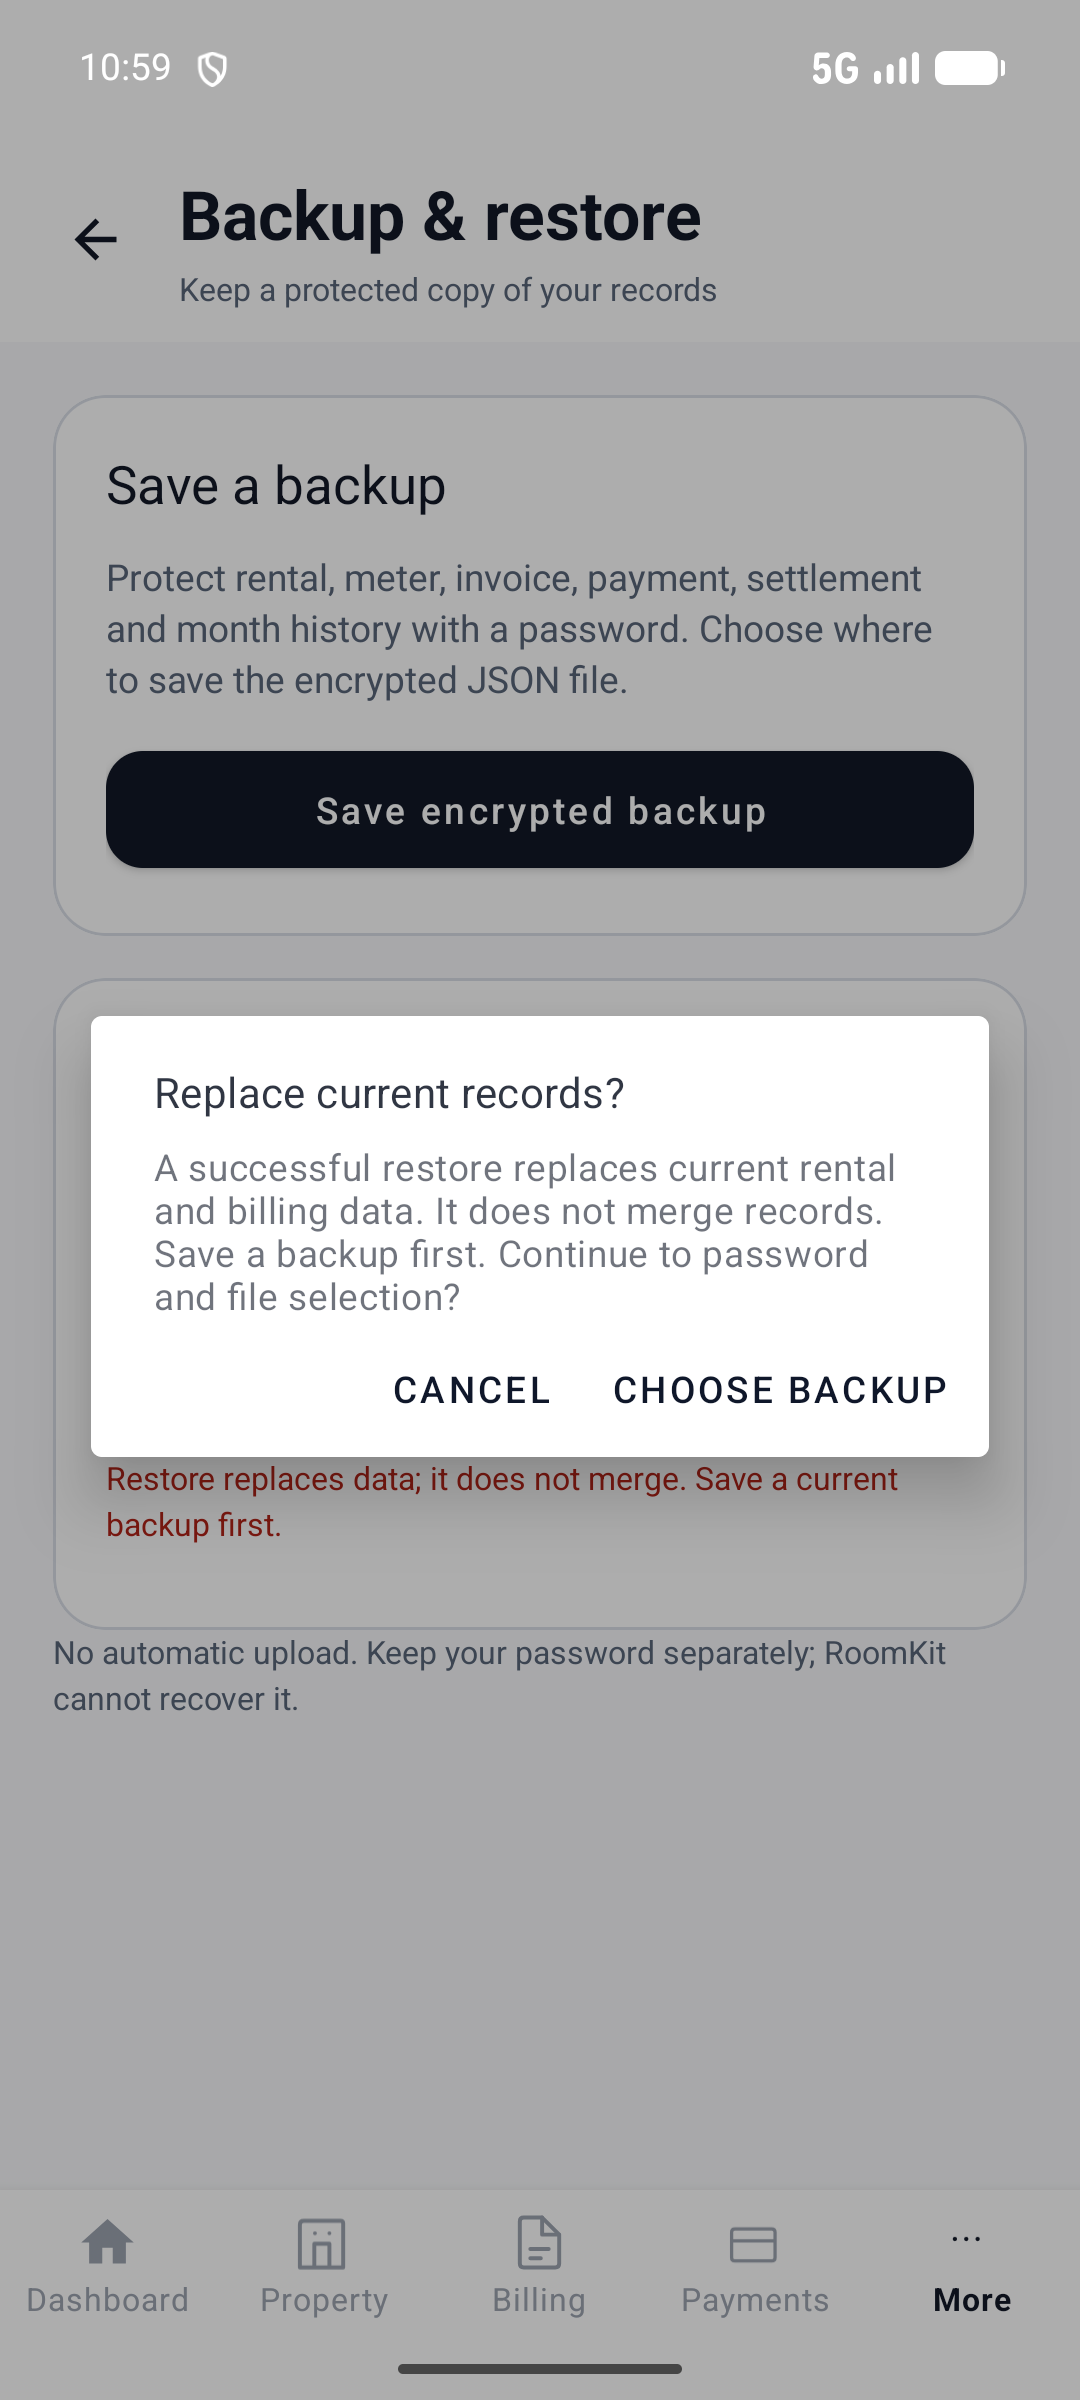 10:59
5G
Backup & restore
Keep a protected copy of your records
Save a backup
Protect rental, meter, invoice, payment, settlement
and month history with a password. Choose where
to save the encrypted JSON file.
Save encrypted backup
Replace current records?
A successful restore replaces current rental
and billing data. It does not merge records.
Save a backup first. Continue to password
and file selection?
CANCEL
CHOOSE BACKUP
Restore replaces data; it does not merge. Save a current
backup first.
No automatic upload. Keep your password separately; RoomKit
cannot recover it.
Dashboard
Property
Billing
Payments
More